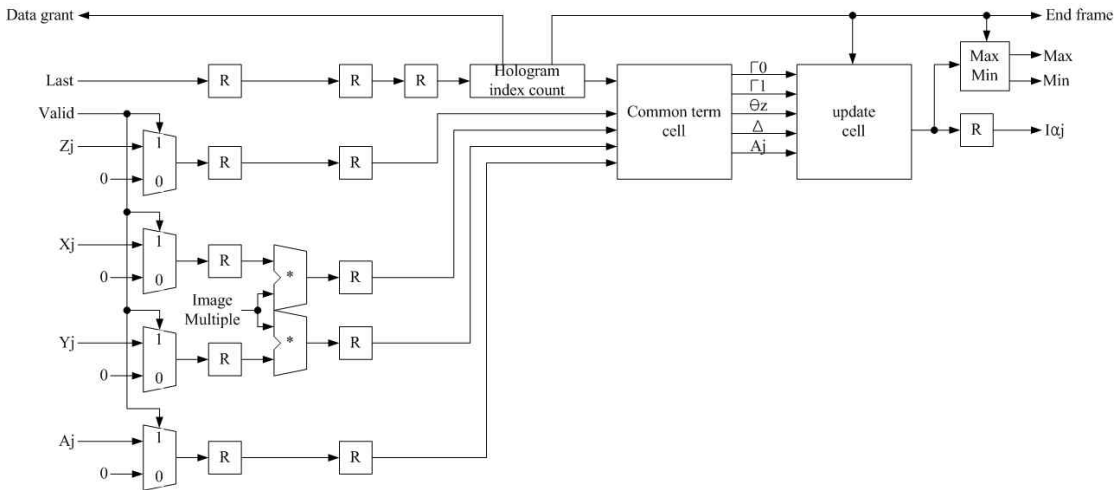 Data grant
End frame
Last
R
R
R
Hologram
index count
Max
Min
Max
Min
Valid
Zj
1
0
0
R
R
Common term
cell
Γ0
Γ1
Θz
Δ
Aj
update
cell
R
Iαj
Xj
1
0
0
R
*
R
Image
Multiple
Yj
1
0
0
R
*
R
Aj
1
0
0
R
R